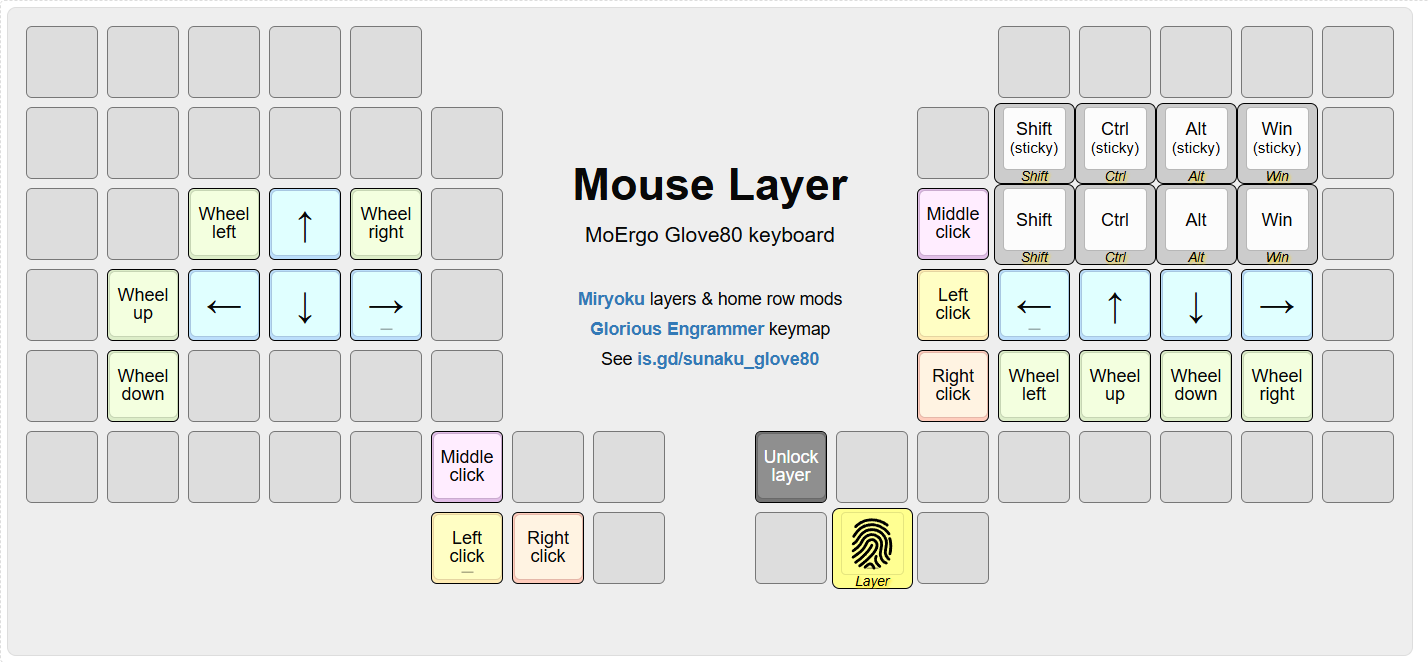 Shift Ctrl Alt Win
(sticky) (sticky) (sticky) (sticky)
Shift Ctrl Alt Win
Mouse Layer
MoErgo Glove80 keyboard
Wheel ↑ Wheel
left right
Middle Shift Ctrl Alt Win
click
Shift Ctrl Alt Win
Miryoku layers & home row mods
Glorious Engrammer keymap
See is.gd/sunaku_glove80
Wheel ← ↓ →
up _
Left ← ↑ ↓ →
click _
Wheel
down
Right Wheel Wheel Wheel Wheel
click left up down right
Middle
click
Unlock
layer
Left Right
click click
_
Layer